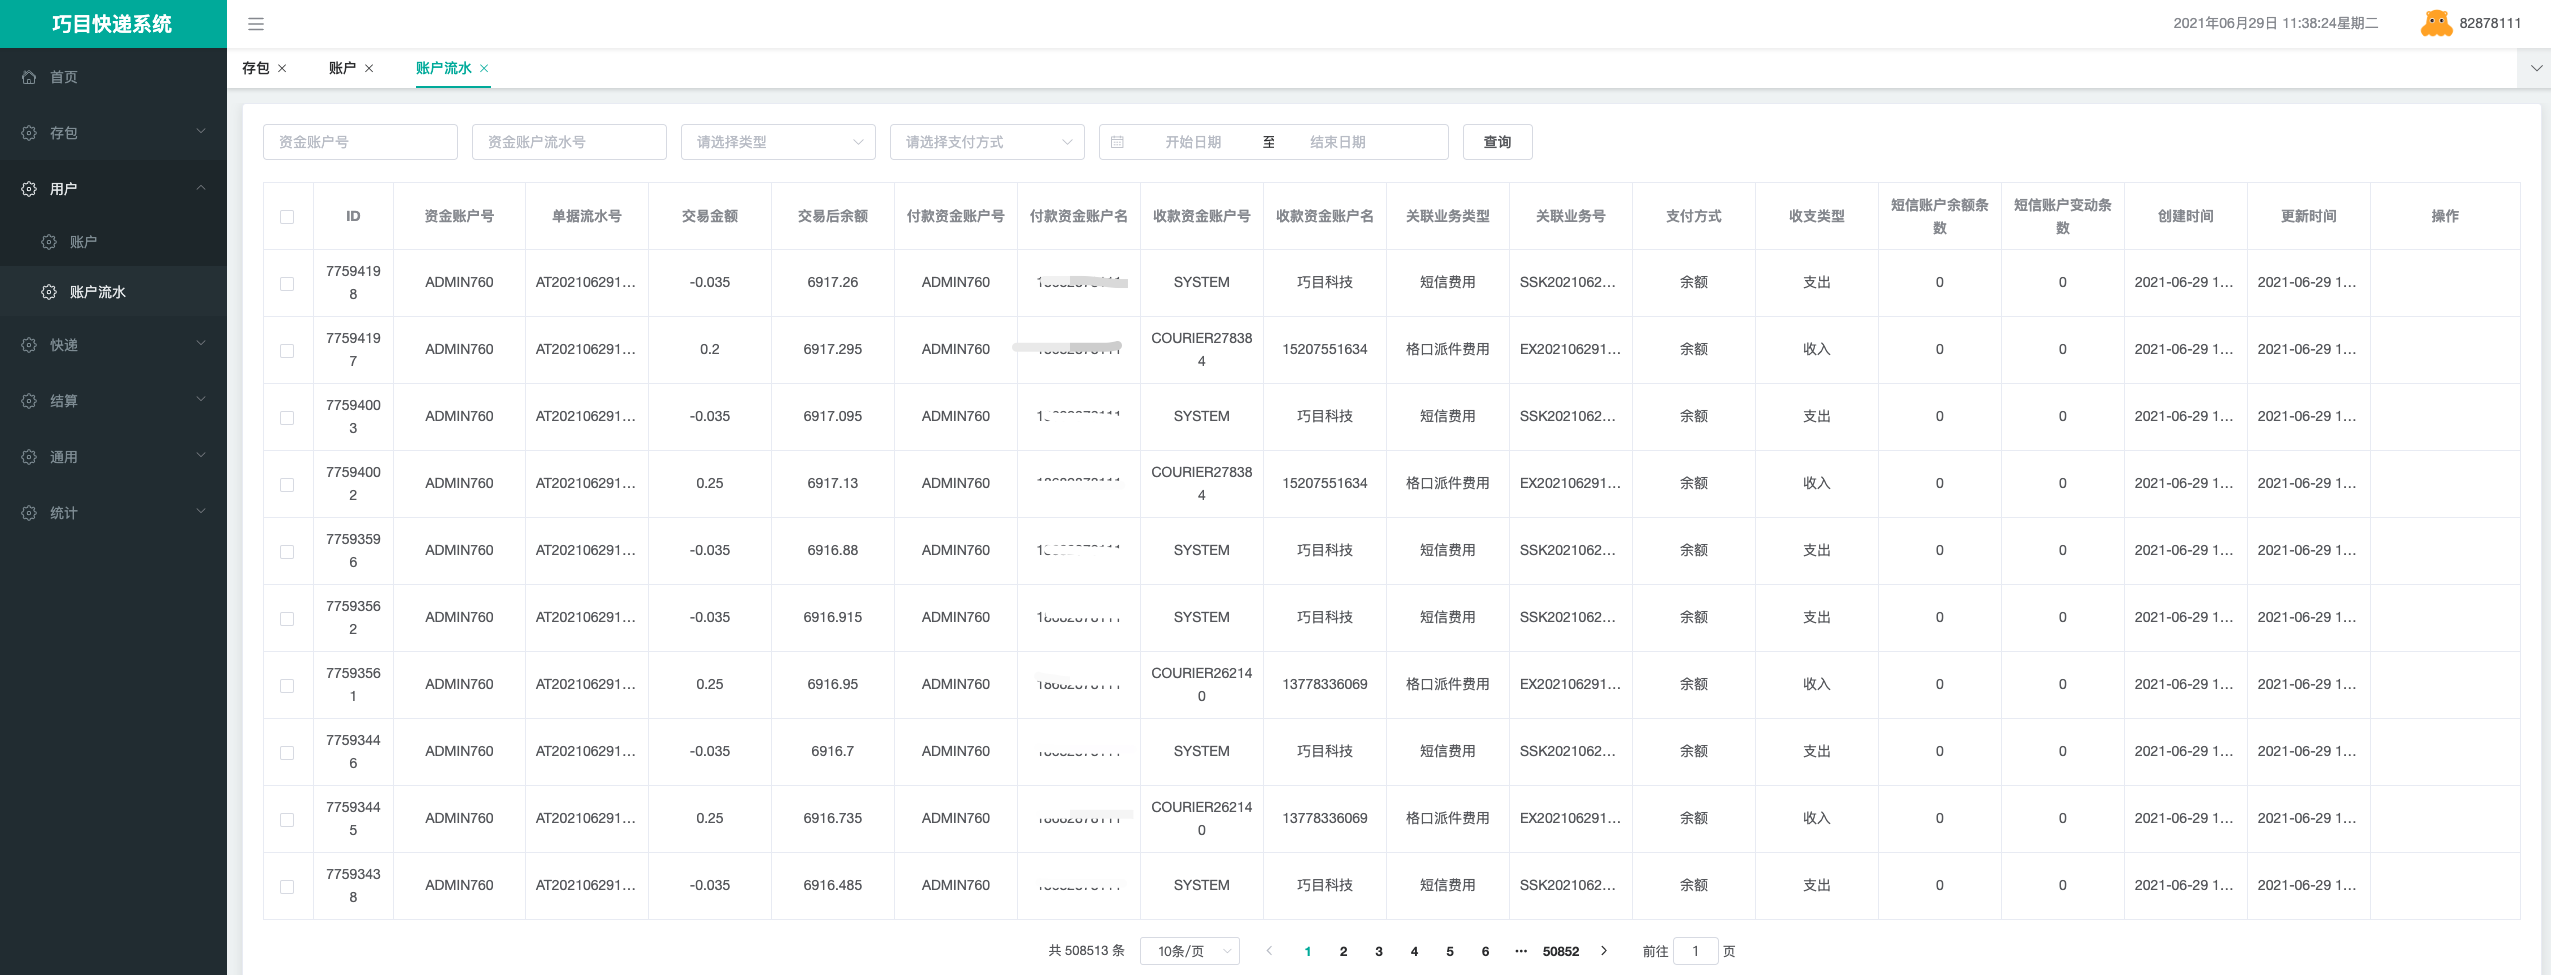 巧目快递系统
2021年06月29日 11:38:24星期二
82878111
首页
存包
用户
账户
账户流水
快递
结算
通用
统计
存包 账户 账户流水
资金账户号 资金账户流水号 请选择类型 请选择支付方式 开始日期 至 结束日期 查询
ID 资金账户号 单据流水号 交易金额 交易后余额 付款资金账户号 付款资金账户名 收款资金账户号 收款资金账户名 关联业务类型 关联业务号 支付方式 收支类型 短信账户余额条数 短信账户变动条数 创建时间 更新时间 操作
77594198 ADMIN760 AT202106291... -0.035 6917.26 ADMIN760 SYSTEM 巧目科技 短信费用 SSK2021062... 余额 支出 0 0 2021-06-29 1... 2021-06-29 1...
77594197 ADMIN760 AT202106291... 0.2 6917.295 ADMIN760 COURIER278384 15207551634 格口派件费用 EX202106291... 余额 收入 0 0 2021-06-29 1... 2021-06-29 1...
77594003 ADMIN760 AT202106291... -0.035 6917.095 ADMIN760 SYSTEM 巧目科技 短信费用 SSK2021062... 余额 支出 0 0 2021-06-29 1... 2021-06-29 1...
77594002 ADMIN760 AT202106291... 0.25 6917.13 ADMIN760 COURIER278384 15207551634 格口派件费用 EX202106291... 余额 收入 0 0 2021-06-29 1... 2021-06-29 1...
77593596 ADMIN760 AT202106291... -0.035 6916.88 ADMIN760 SYSTEM 巧目科技 短信费用 SSK2021062... 余额 支出 0 0 2021-06-29 1... 2021-06-29 1...
77593562 ADMIN760 AT202106291... -0.035 6916.915 ADMIN760 SYSTEM 巧目科技 短信费用 SSK2021062... 余额 支出 0 0 2021-06-29 1... 2021-06-29 1...
77593561 ADMIN760 AT202106291... 0.25 6916.95 ADMIN760 COURIER262140 13778336069 格口派件费用 EX202106291... 余额 收入 0 0 2021-06-29 1... 2021-06-29 1...
77593446 ADMIN760 AT202106291... -0.035 6916.7 ADMIN760 SYSTEM 巧目科技 短信费用 SSK2021062... 余额 支出 0 0 2021-06-29 1... 2021-06-29 1...
77593445 ADMIN760 AT202106291... 0.25 6916.735 ADMIN760 COURIER262140 13778336069 格口派件费用 EX202106291... 余额 收入 0 0 2021-06-29 1... 2021-06-29 1...
77593438 ADMIN760 AT202106291... -0.035 6916.485 ADMIN760 SYSTEM 巧目科技 短信费用 SSK2021062... 余额 支出 0 0 2021-06-29 1... 2021-06-29 1...
共 508513 条 10条/页 1 2 3 4 5 6 ··· 50852 前往 1 页